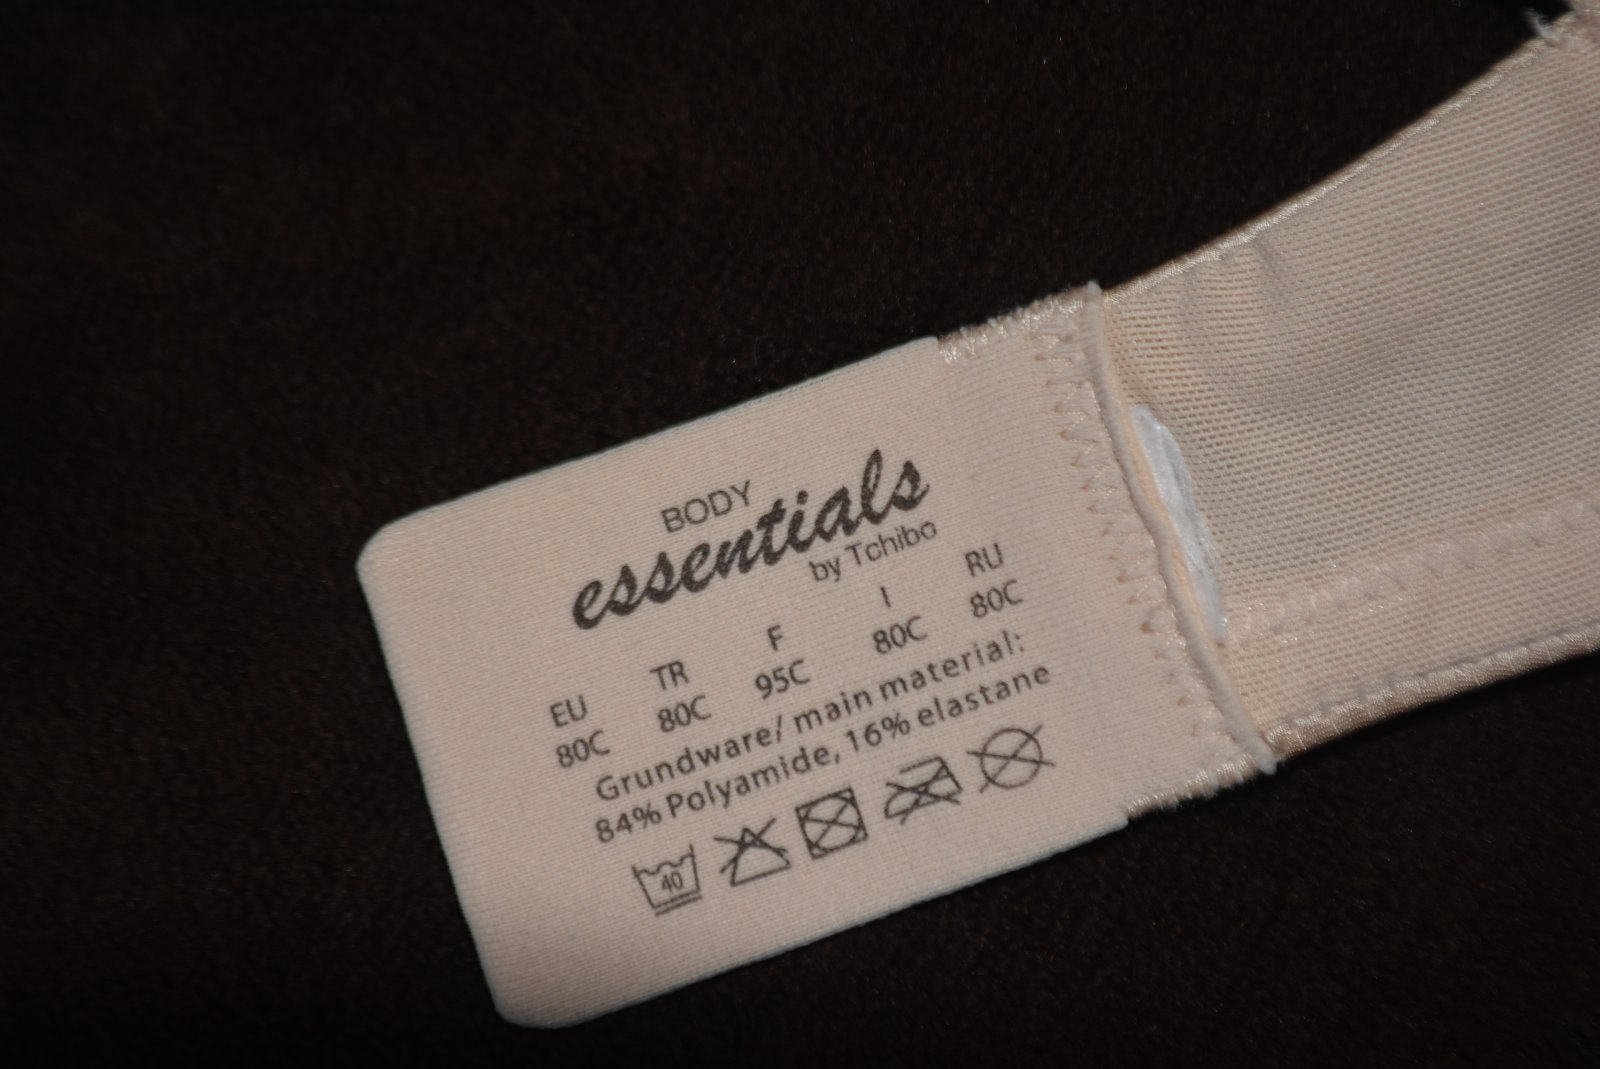 BODY
essentials
by Tchibo
EU TR F I RU
80C 80C 95C 80C 80C
Grundware/ main material:
84% Polyamide, 16% elastane
40